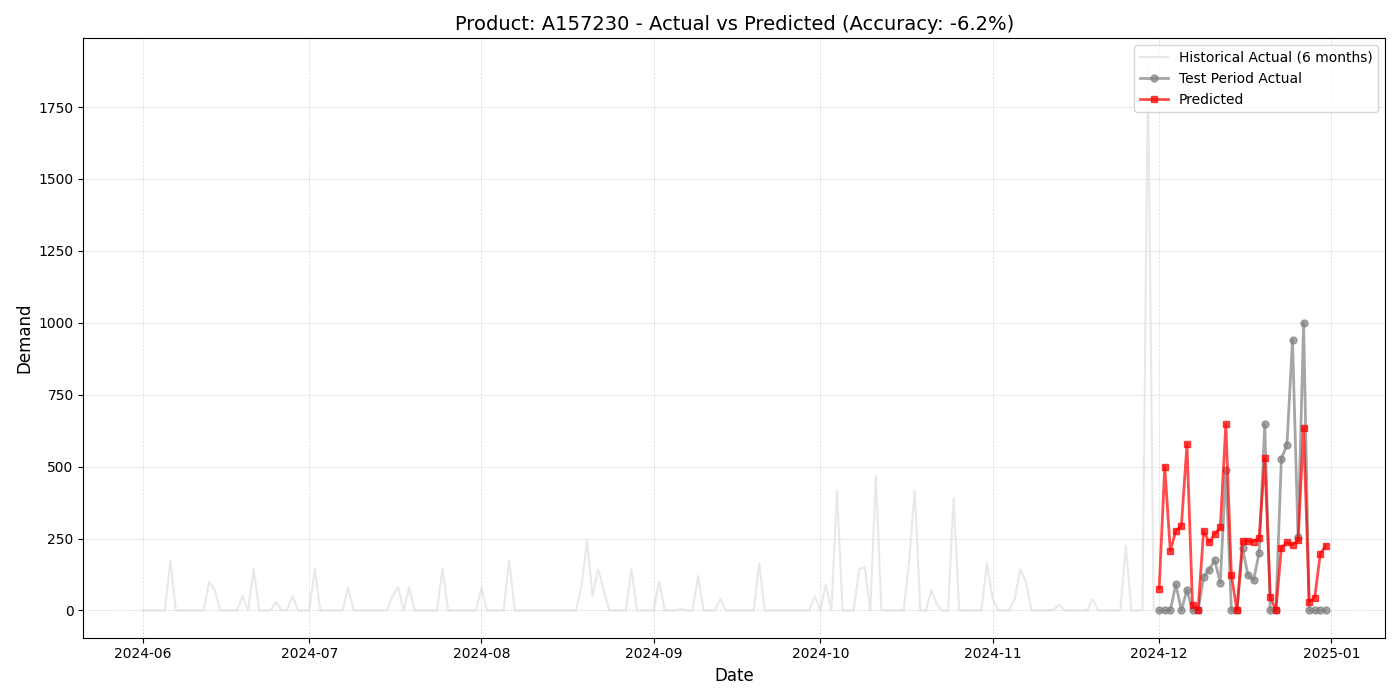 Product: A157230 - Actual vs Predicted (Accuracy: -6.2%)
Historical Actual (6 months)
Test Period Actual
Predicted
1750
1500
1250
1000
750
500
250
0
Demand
2024-06
2024-07
2024-08
2024-09
2024-10
2024-11
2024-12
2025-01
Date